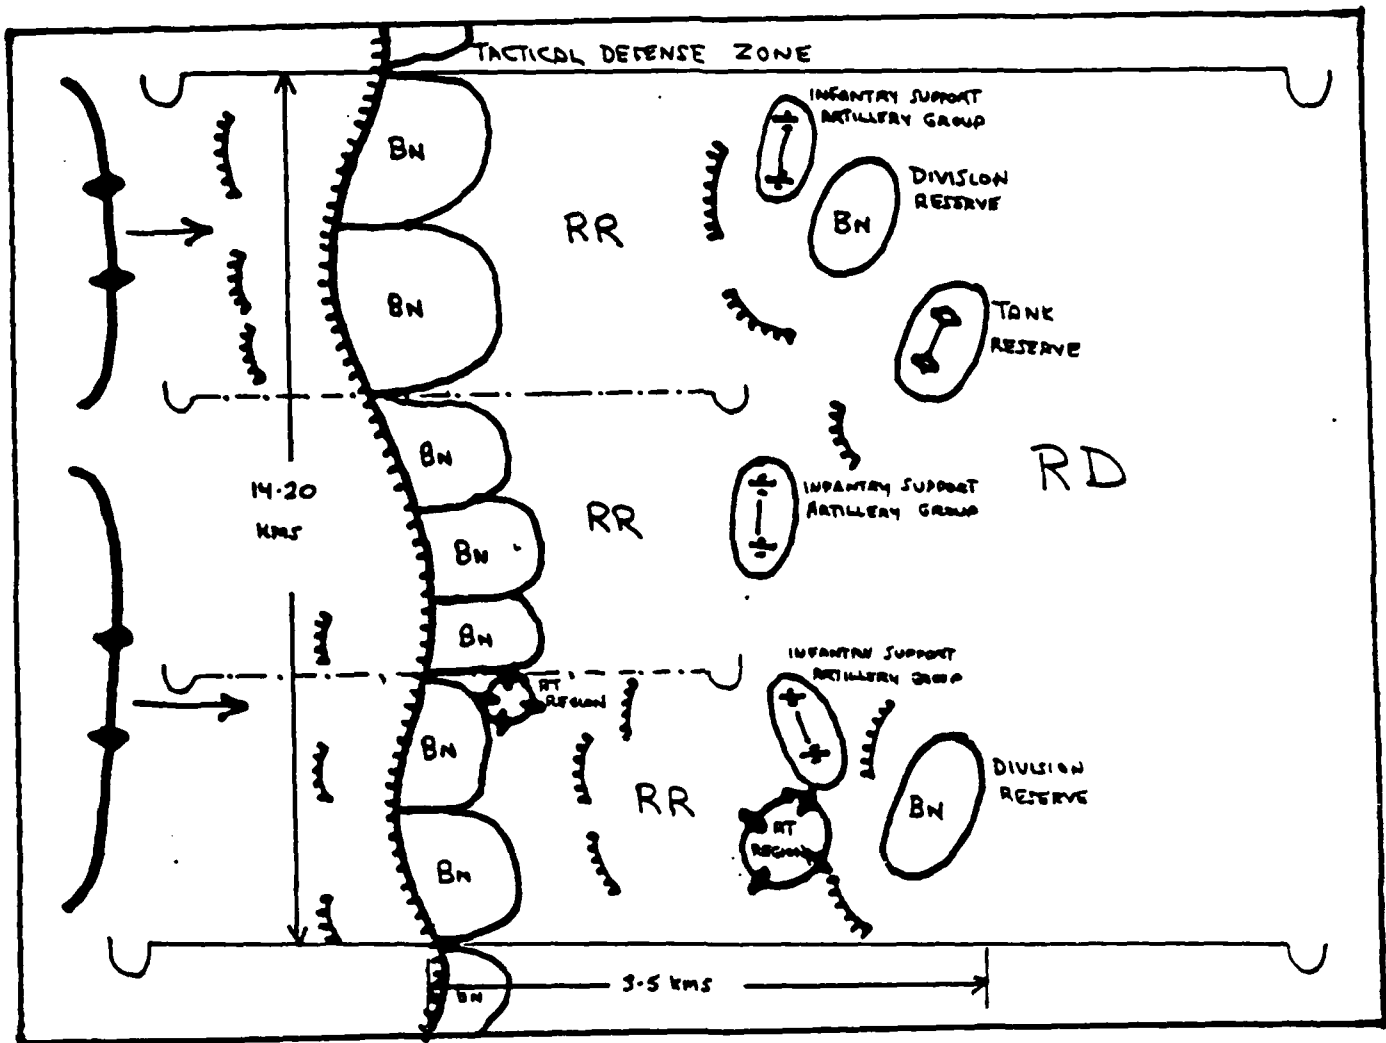 TACTICAL DEFENSE ZONE
INFANTRY SUPPORT
ARTILLERY GROUP
BN
DIVISION
RESERVE
BN
RR
BN
TANK
RESERVE
BN
RD
14-20
KMS
INFANTRY SUPPORT
ARTILLERY GROUP
RR
BN
BN
INFANTRY SUPPORT
ARTILLERY GROUP
AT
REGION
BN
DIVISION
RESERVE
RR
BN
AT
REGION
BN
3-5 KMS
BN